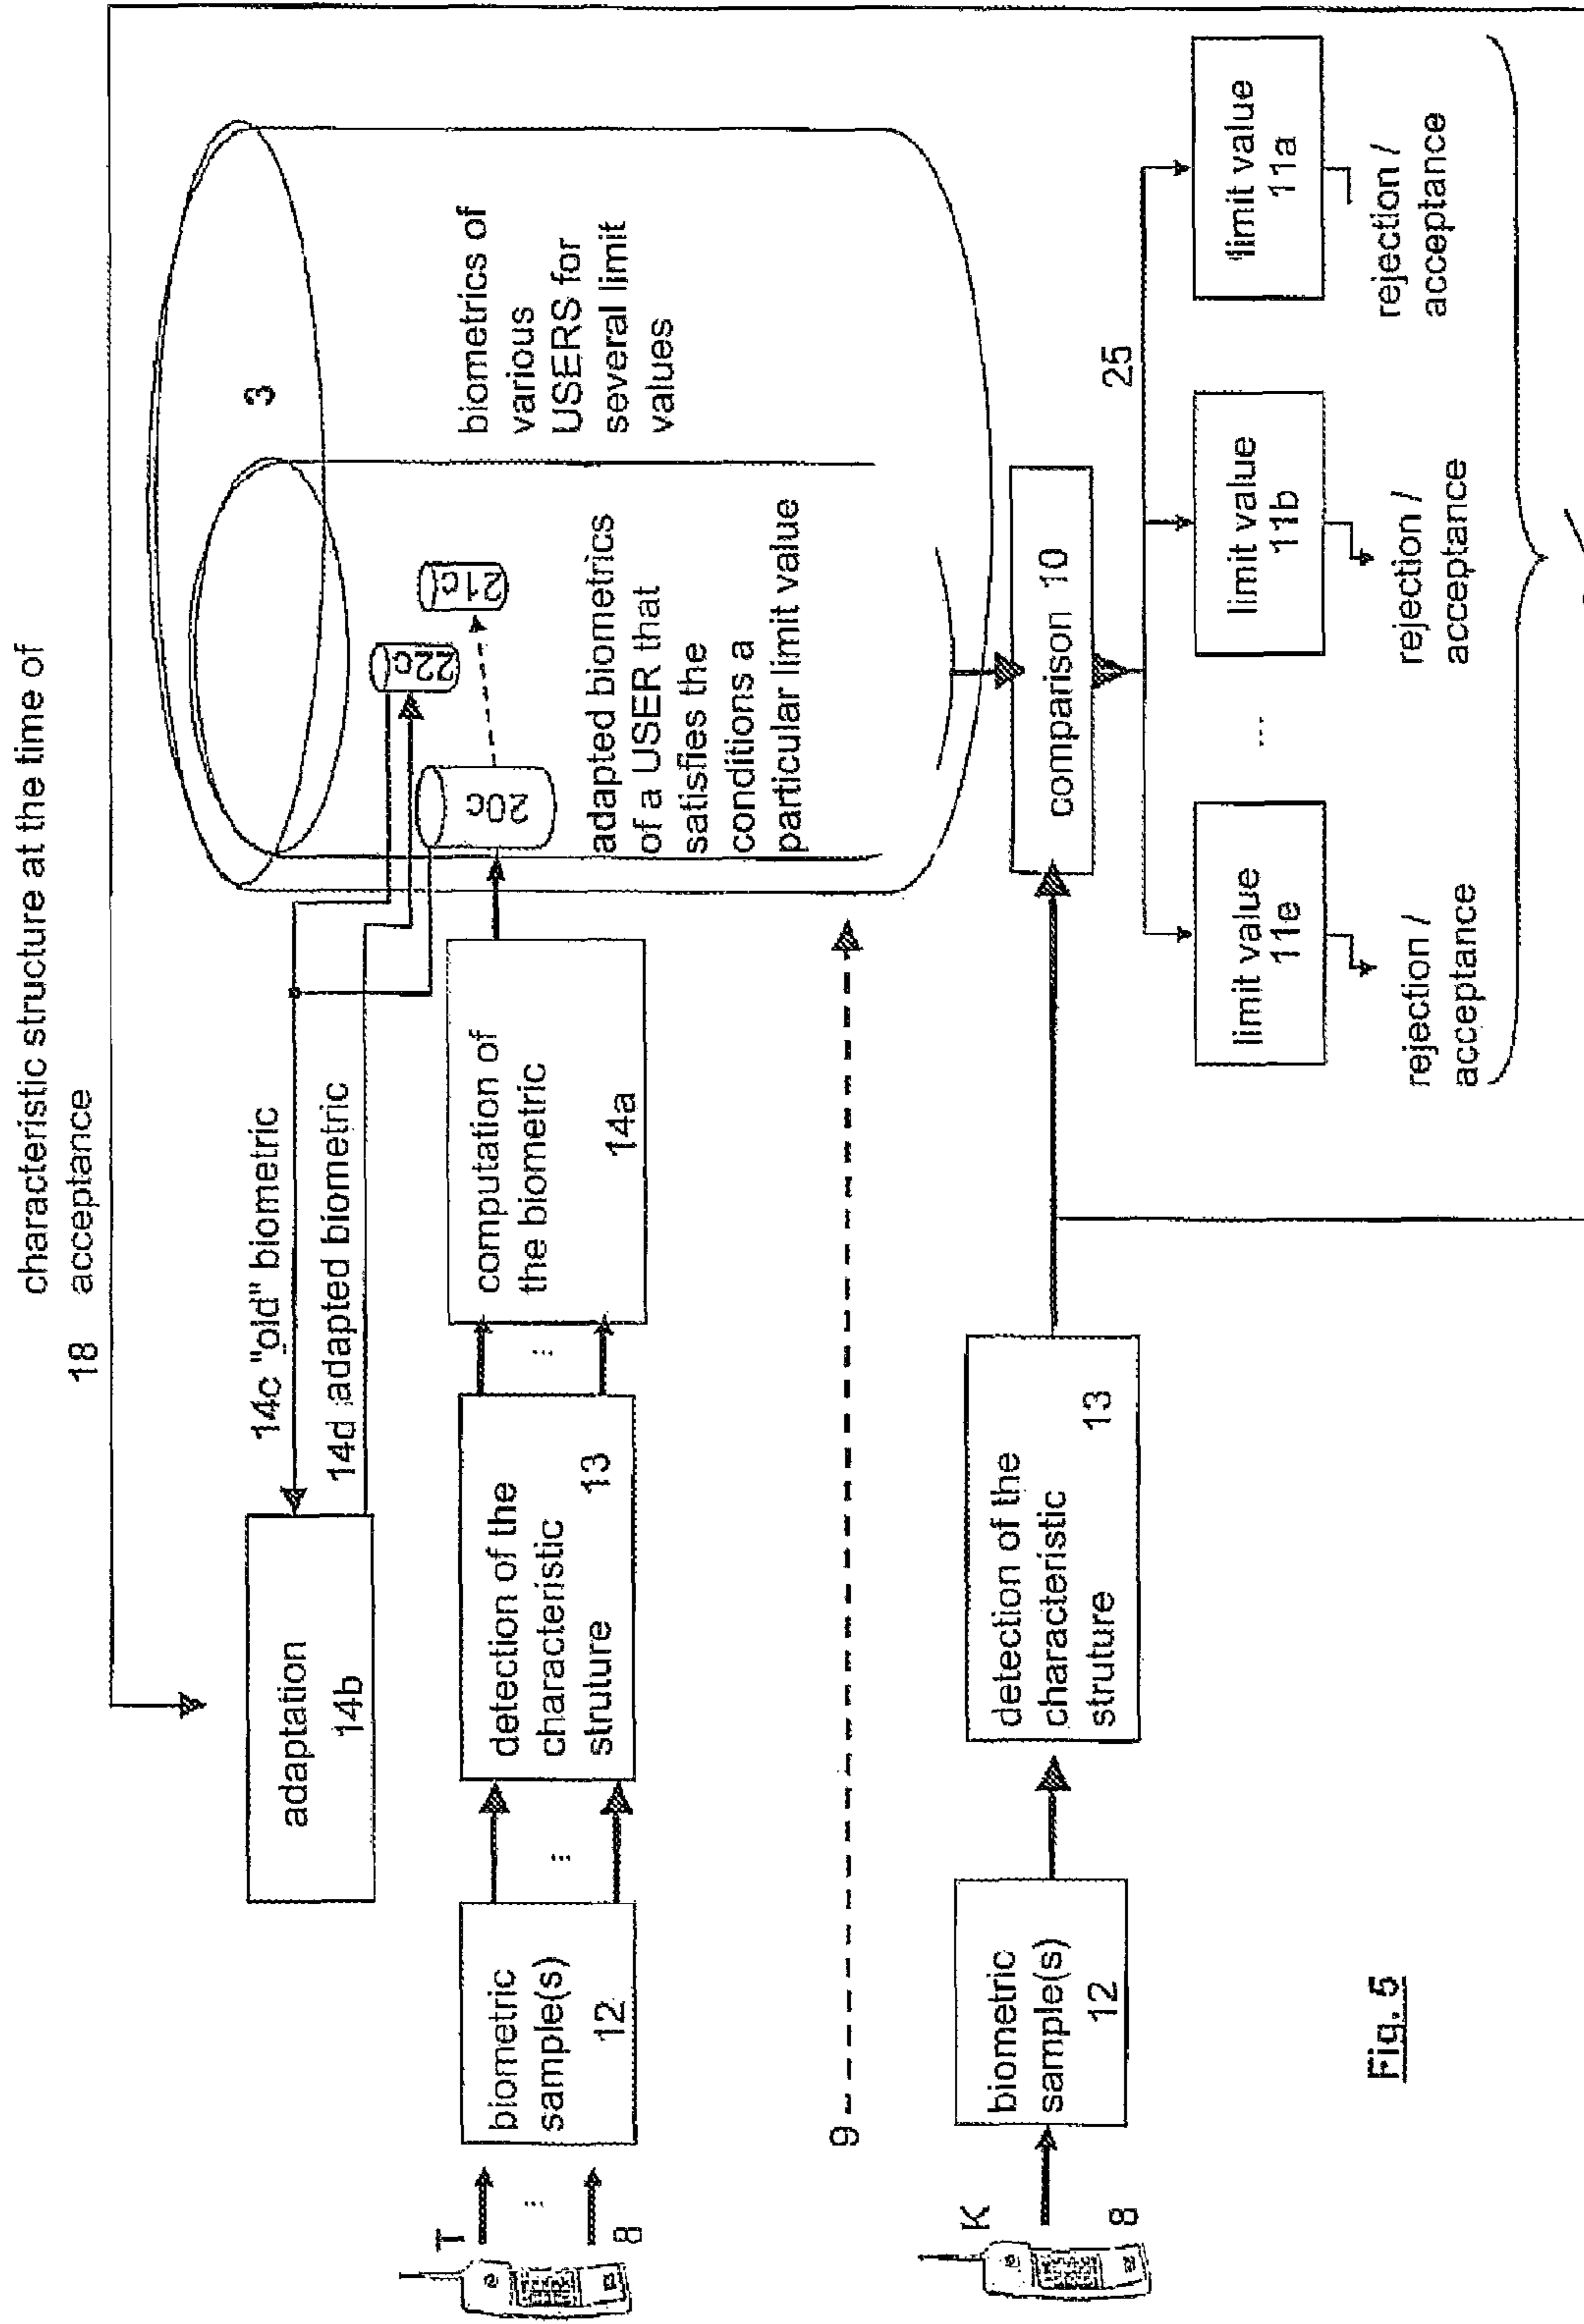 characteristic structure at the time of
18 acceptance
14c "old" biometric
14d adapted biometric
adaptation
14b
3
22c
21c
20c
biometrics of
various
USERS for
several limit
values
adapted biometrics
of a USER that
satisfies the
conditions a
particular limit value
T
8
...
biometric
sample(s)
12
...
detection of the
characteristic
struture 13
...
computation of
the biometric
14a
9
K
8
biometric
sample(s)
12
detection of the
characteristic
struture 13
comparison 10
25
limit value
11e
...
limit value
11b
limit value
11a
rejection /
acceptance
rejection /
acceptance
rejection /
acceptance
Fig. 5